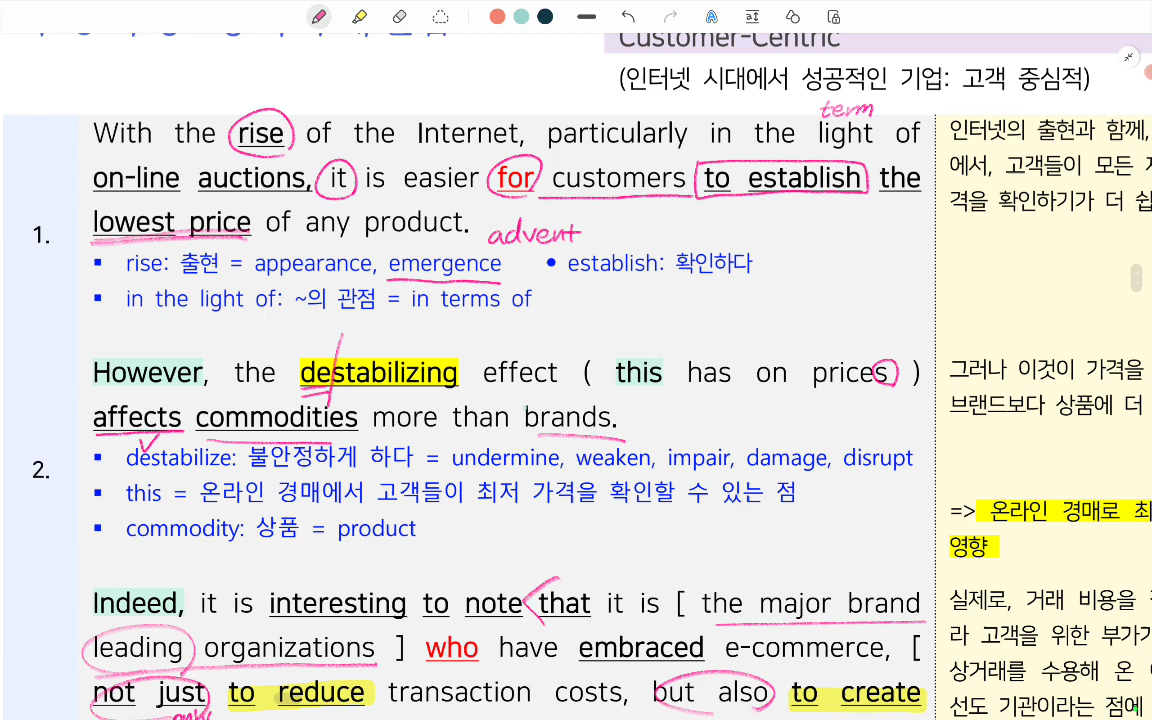 Customer-Centric
(인터넷 시대에서 성공적인 기업: 고객 중심적)
term
With the rise of the Internet, particularly in the light of
on-line auctions, it is easier for customers to establish the
lowest price of any product.
advent
1.
▪ rise: 출현 = appearance, emergence • establish: 확인하다
▪ in the light of: ~의 관점 = in terms of
However, the destabilizing effect ( this has on prices )
affects commodities more than brands.
2.
▪ destabilize: 불안정하게 하다 = undermine, weaken, impair, damage, disrupt
▪ this = 온라인 경매에서 고객들이 최저 가격을 확인할 수 있는 점
▪ commodity: 상품 = product
Indeed, it is interesting to note that it is [ the major brand
leading organizations ] who have embraced e-commerce, [
not just to reduce transaction costs, but also to create
인터넷의 출현과 함께,
에서, 고객들이 모든
격을 확인하기가 더 쉽
그러나 이것이 가격을
브랜드보다 상품에 더
=> 온라인 경매로 최
영향
실제로, 거래 비용을
라 고객을 위한 부가가
상거래를 수용해 온
선도 기관이라는 점에